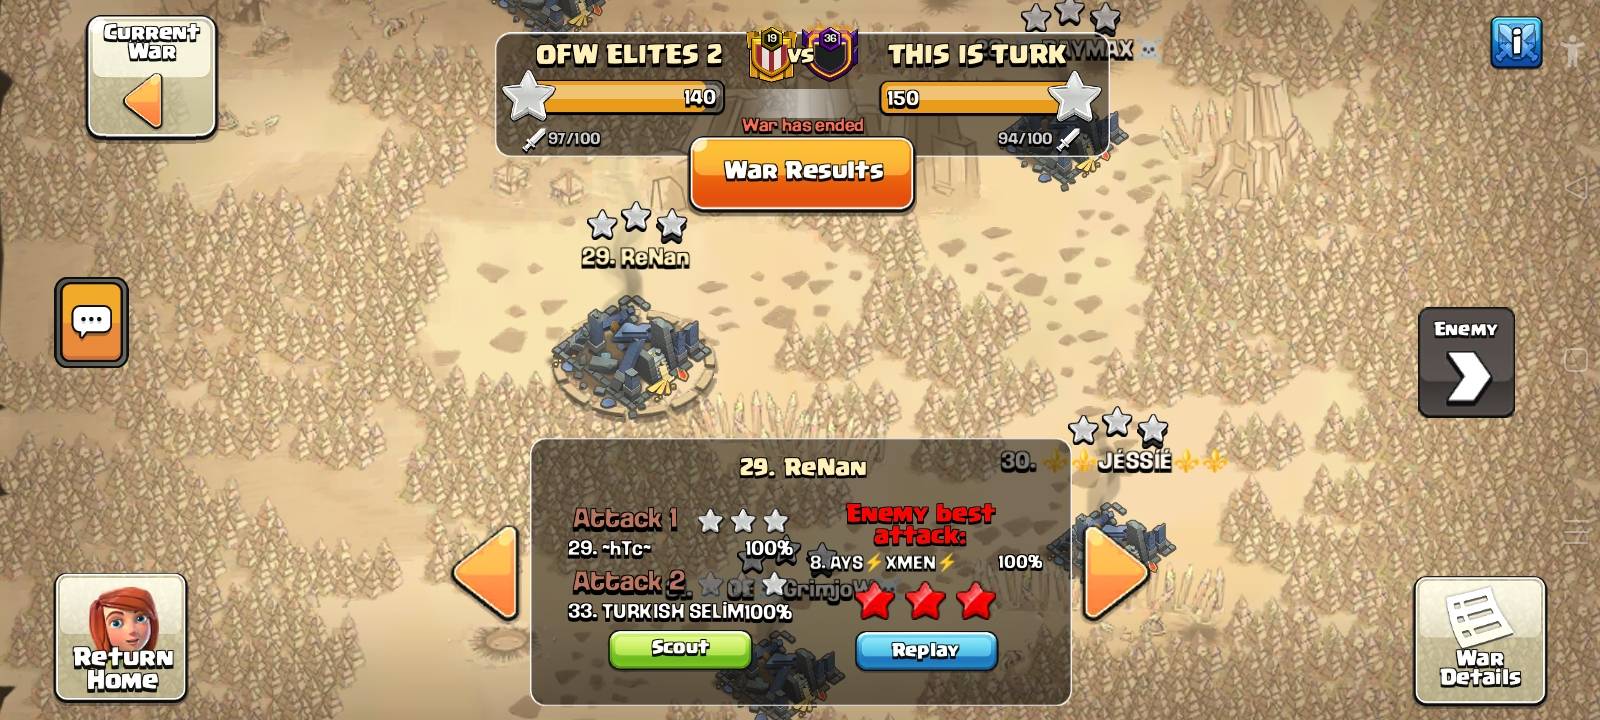 Current
War
OFW ELITES 2
19
VS
36
THIS IS TURK
140
150
War has ended
97/100
94/100
War Results
29. ReNan
Enemy
30. JÉSSIÉ
29. ReNan
Attack 1
29. ~hTc~
100%
Attack 2
33. TURKISH SELİM100%
Enemy best
attack:
8. AYS⚡XMEN⚡
100%
Scout
Replay
Return
Home
War
Details